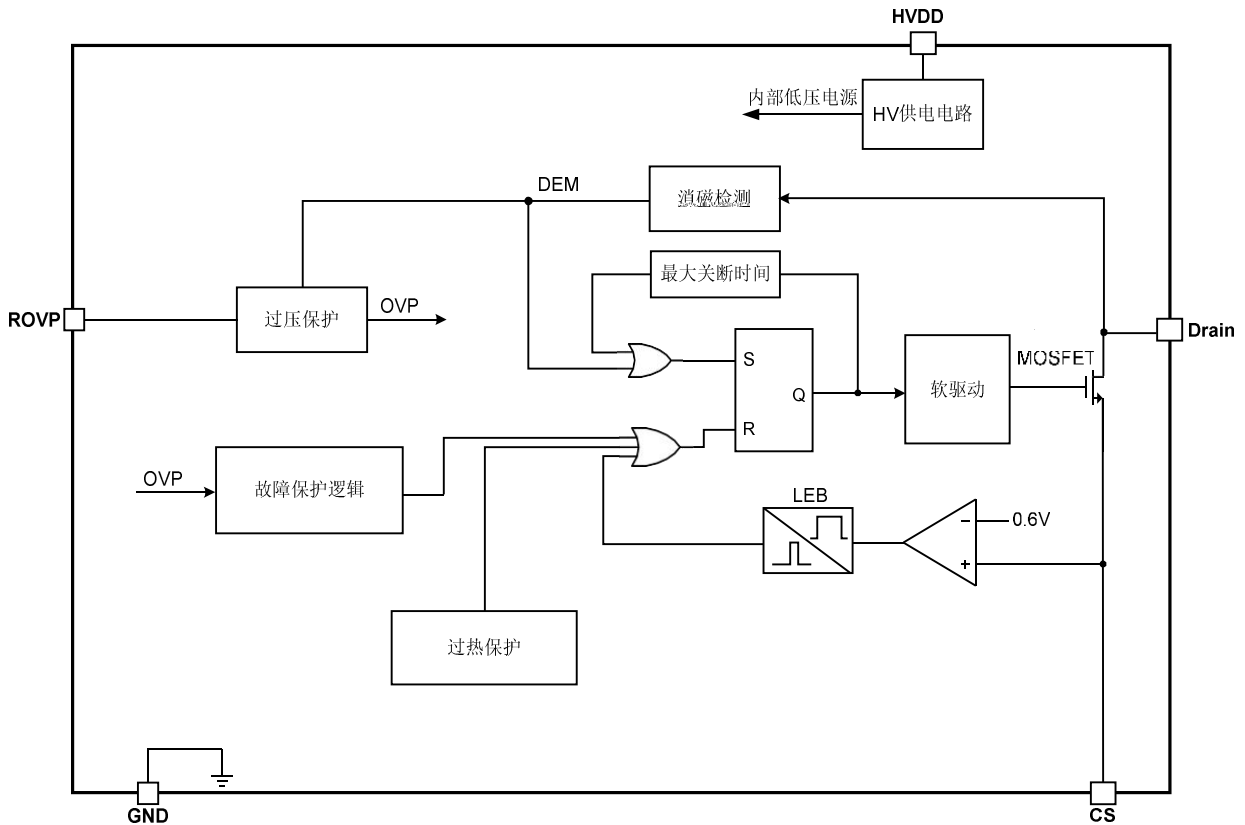 HVDD
内部低压电源
HV供电电路
DEM
消磁检测
最大关断时间
ROVP
过压保护
OVP
Drain
S
Q
R
软驱动
MOSFET
OVP
故障保护逻辑
LEB
−
0.6V
+
过热保护
GND
CS